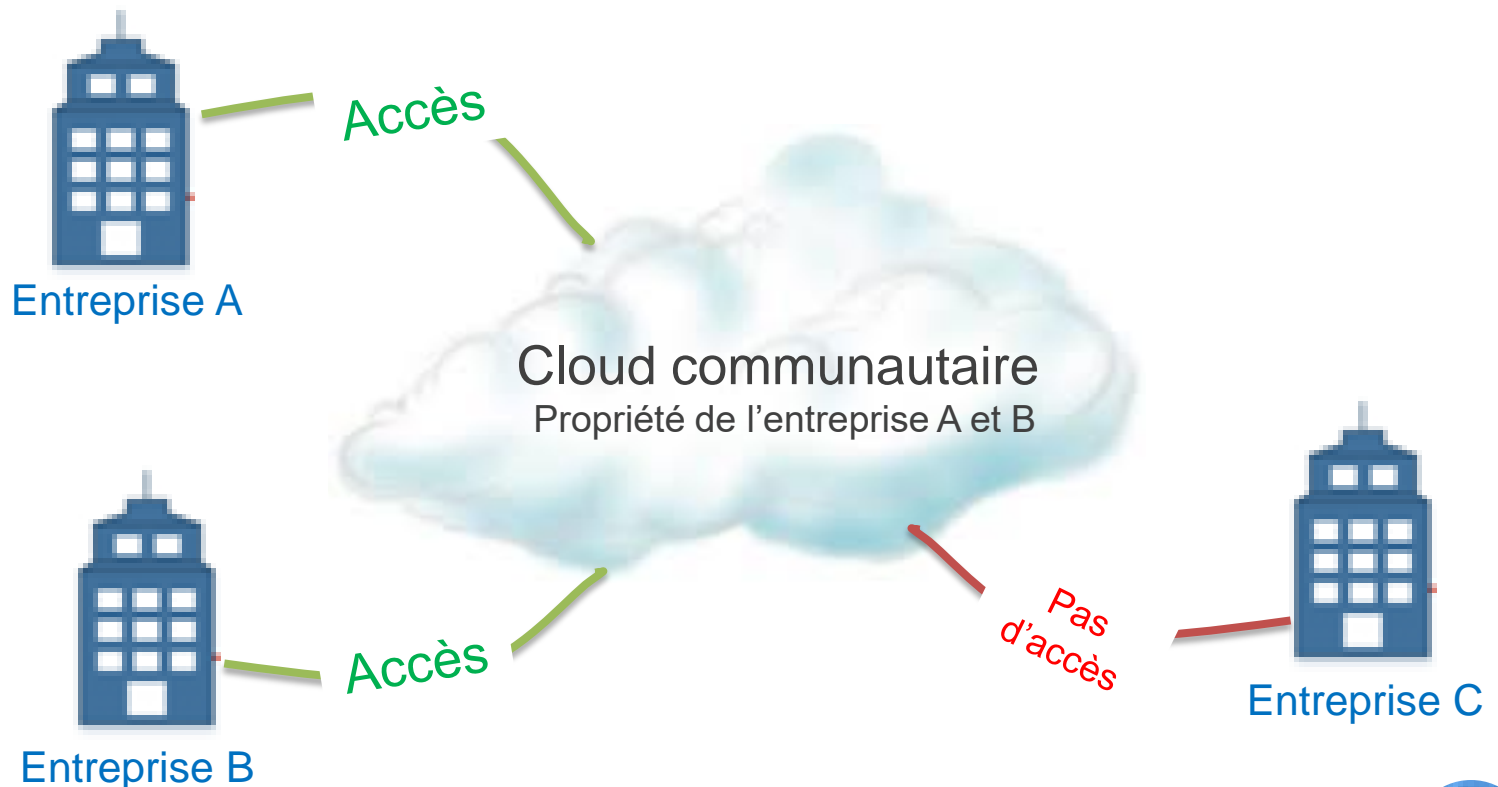 Accès
Entreprise A
Cloud communautaire
Propriété de l’entreprise A et B
Accès
Entreprise B
Pas
d’accès
Entreprise C